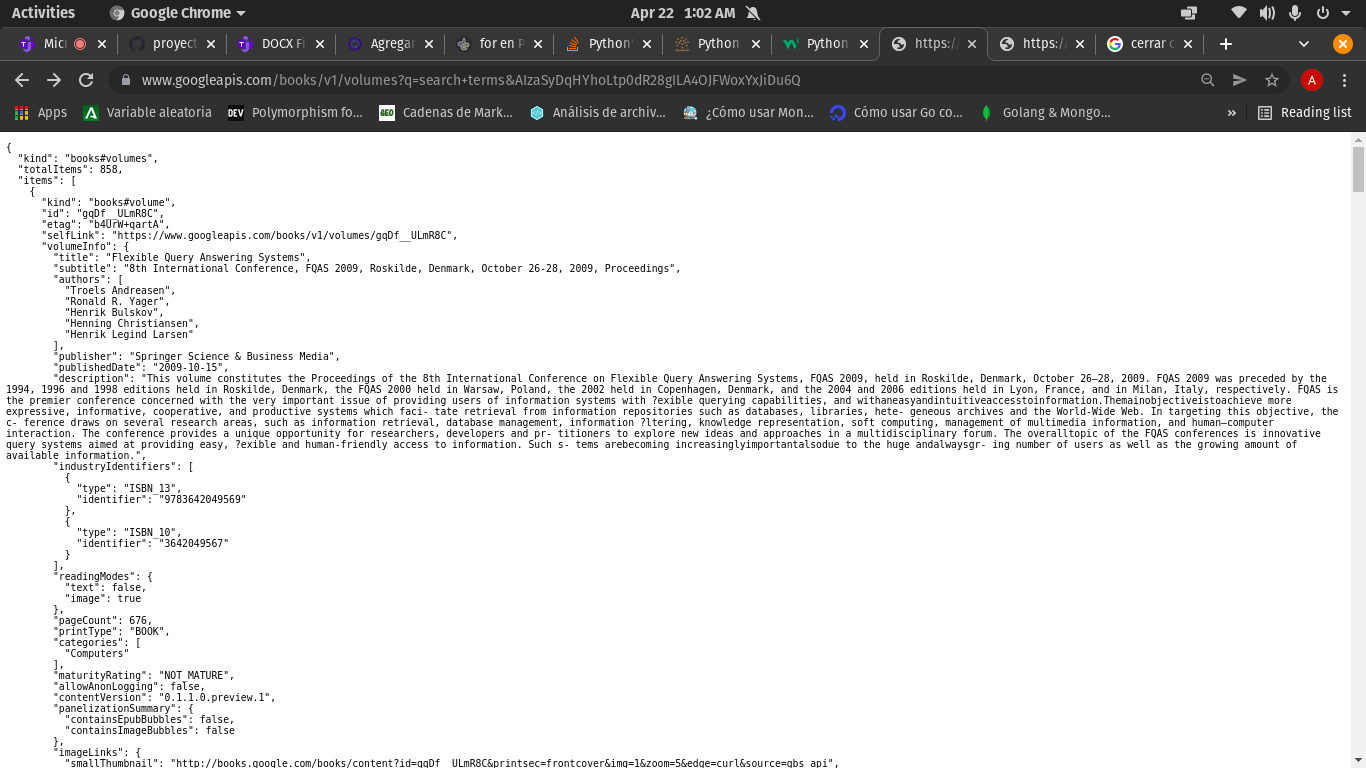 Activities Google Chrome Apr 22 1:02 AM
Micr proyect DOCX Fi Agregar for en P Python' Python Python https: https:/ cerrar c
www.googleapis.com/books/v1/volumes?q=search+terms&AIzaSyDqHYhoLtp0dR28gILA4OJFWoxYxJiDu6Q A
Apps Variable aleatoria DEV Polymorphism fo... GEO Cadenas de Mark... Análisis de archiv... ¿Cómo usar Mon... Cómo usar Go co... Golang & Mongo... » Reading list
{
"kind": "books#volumes",
"totalItems": 858,
"items": [
{
"kind": "books#volume",
"id": "gqDf__ULmR8C",
"etag": "b4UrW+qartA",
"selfLink": "https://www.googleapis.com/books/v1/volumes/gqDf__ULmR8C",
"volumeInfo": {
"title": "Flexible Query Answering Systems",
"subtitle": "8th International Conference, FQAS 2009, Roskilde, Denmark, October 26-28, 2009, Proceedings",
"authors": [
"Troels Andreasen",
"Ronald R. Yager",
"Henrik Bulskov",
"Henning Christiansen",
"Henrik Legind Larsen"
],
"publisher": "Springer Science & Business Media",
"publishedDate": "2009-10-15",
"description": "This volume constitutes the Proceedings of the 8th International Conference on Flexible Query Answering Systems, FQAS 2009, held in Roskilde, Denmark, October 26–28, 2009. FQAS 2009 was preceded by the
1994, 1996 and 1998 editions held in Roskilde, Denmark, the FQAS 2000 held in Warsaw, Poland, the 2002 held in Copenhagen, Denmark, and the 2004 and 2006 editions held in Lyon, France, and in Milan, Italy, respectively. FQAS is
the premier conference concerned with the very important issue of providing users of information systems with ?exible querying capabilities, and withaneasyandintuitiveaccesstoinformation.Themainobjectiveistoachieve more
expressive, informative, cooperative, and productive systems which faci- tate retrieval from information repositories such as databases, libraries, hete- geneous archives and the World-Wide Web. In targeting this objective, the
c- ference draws on several research areas, such as information retrieval, database management, information ?ltering, knowledge representation, soft computing, management of multimedia information, and human–computer
interaction. The conference provides a unique opportunity for researchers, developers and pr- titioners to explore new ideas and approaches in a multidisciplinary forum. The overalltopic of the FQAS conferences is innovative
query systems aimed at providing easy, ?exible and human-friendly access to information. Such s- tems arebecoming increasinglyimportantalsodue to the huge andalwaysgr- ing number of users as well as the growing amount of
available information.",
"industryIdentifiers": [
{
"type": "ISBN_13",
"identifier": "9783642049569"
},
{
"type": "ISBN_10",
"identifier": "3642049567"
}
],
"readingModes": {
"text": false,
"image": true
},
"pageCount": 676,
"printType": "BOOK",
"categories": [
"Computers"
],
"maturityRating": "NOT_MATURE",
"allowAnonLogging": false,
"contentVersion": "0.1.1.0.preview.1",
"panelizationSummary": {
"containsEpubBubbles": false,
"containsImageBubbles": false
},
"imageLinks": {
"smallThumbnail": "http://books.google.com/books/content?id=gqDf__ULmR8C&printsec=frontcover&img=1&zoom=5&edge=curl&source=gbs_api",